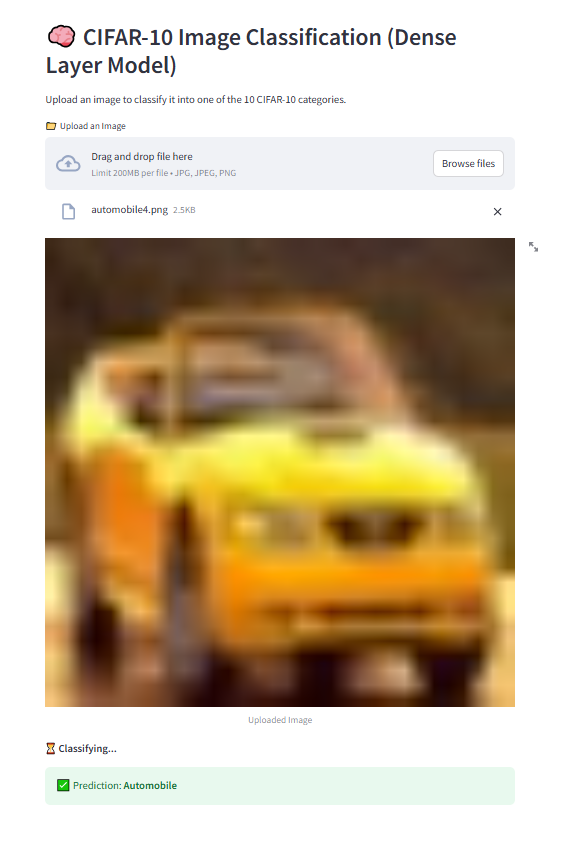 🧠 CIFAR-10 Image Classification (Dense
Layer Model)
Upload an image to classify it into one of the 10 CIFAR-10 categories.
📂 Upload an Image
Drag and drop file here
Limit 200MB per file • JPG, JPEG, PNG
Browse files
automobile4.png 2.5KB
Uploaded Image
⏳ Classifying...
✅ Prediction: Automobile